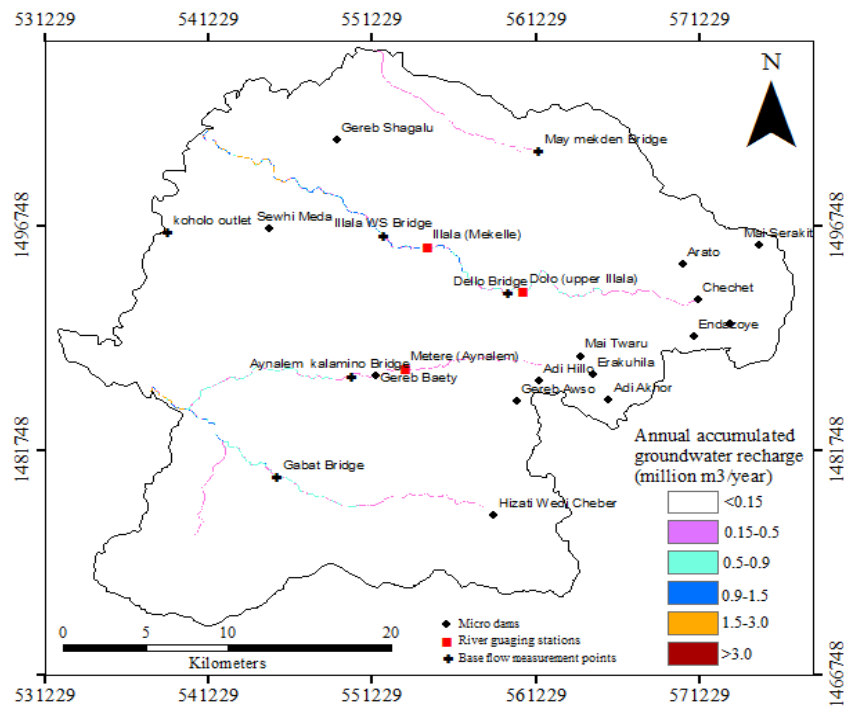 531229 541229 551229 561229 571229
N
Gereb Shagalu
May mekden Bridge
1496748
1496748
koholo outlet
Sewhi Meda
Illala WS Bridge
Illala (Mekelle)
Mai Serakit
Arato
Dello Bridge
Dolo (upper Illala)
Chechet
Endazoye
Mai Twaru
Aynalem kalamino Bridge
Metere (Aynalem)
Erakuhila
Adi Hillo
Gereb Baety
Gereb Awso
Adi Akhor
1481748
1481748
Annual accumulated
groundwater recharge
(million m3/year)
Gabat Bridge
<0.15
Hizati Wedi Cheber
0.15-0.5
0.5-0.9
0.9-1.5
1.5-3.0
>3.0
0 5 10 20
Kilometers
Micro dams
River guaging stations
Base flow measurement points
1466748
1466748
531229 541229 551229 561229 571229